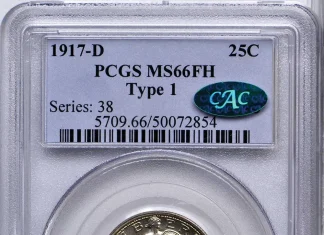 1917-D 25C
PCGS MS66FH
Type 1
CAC
Series: 38
5709.66/50072854